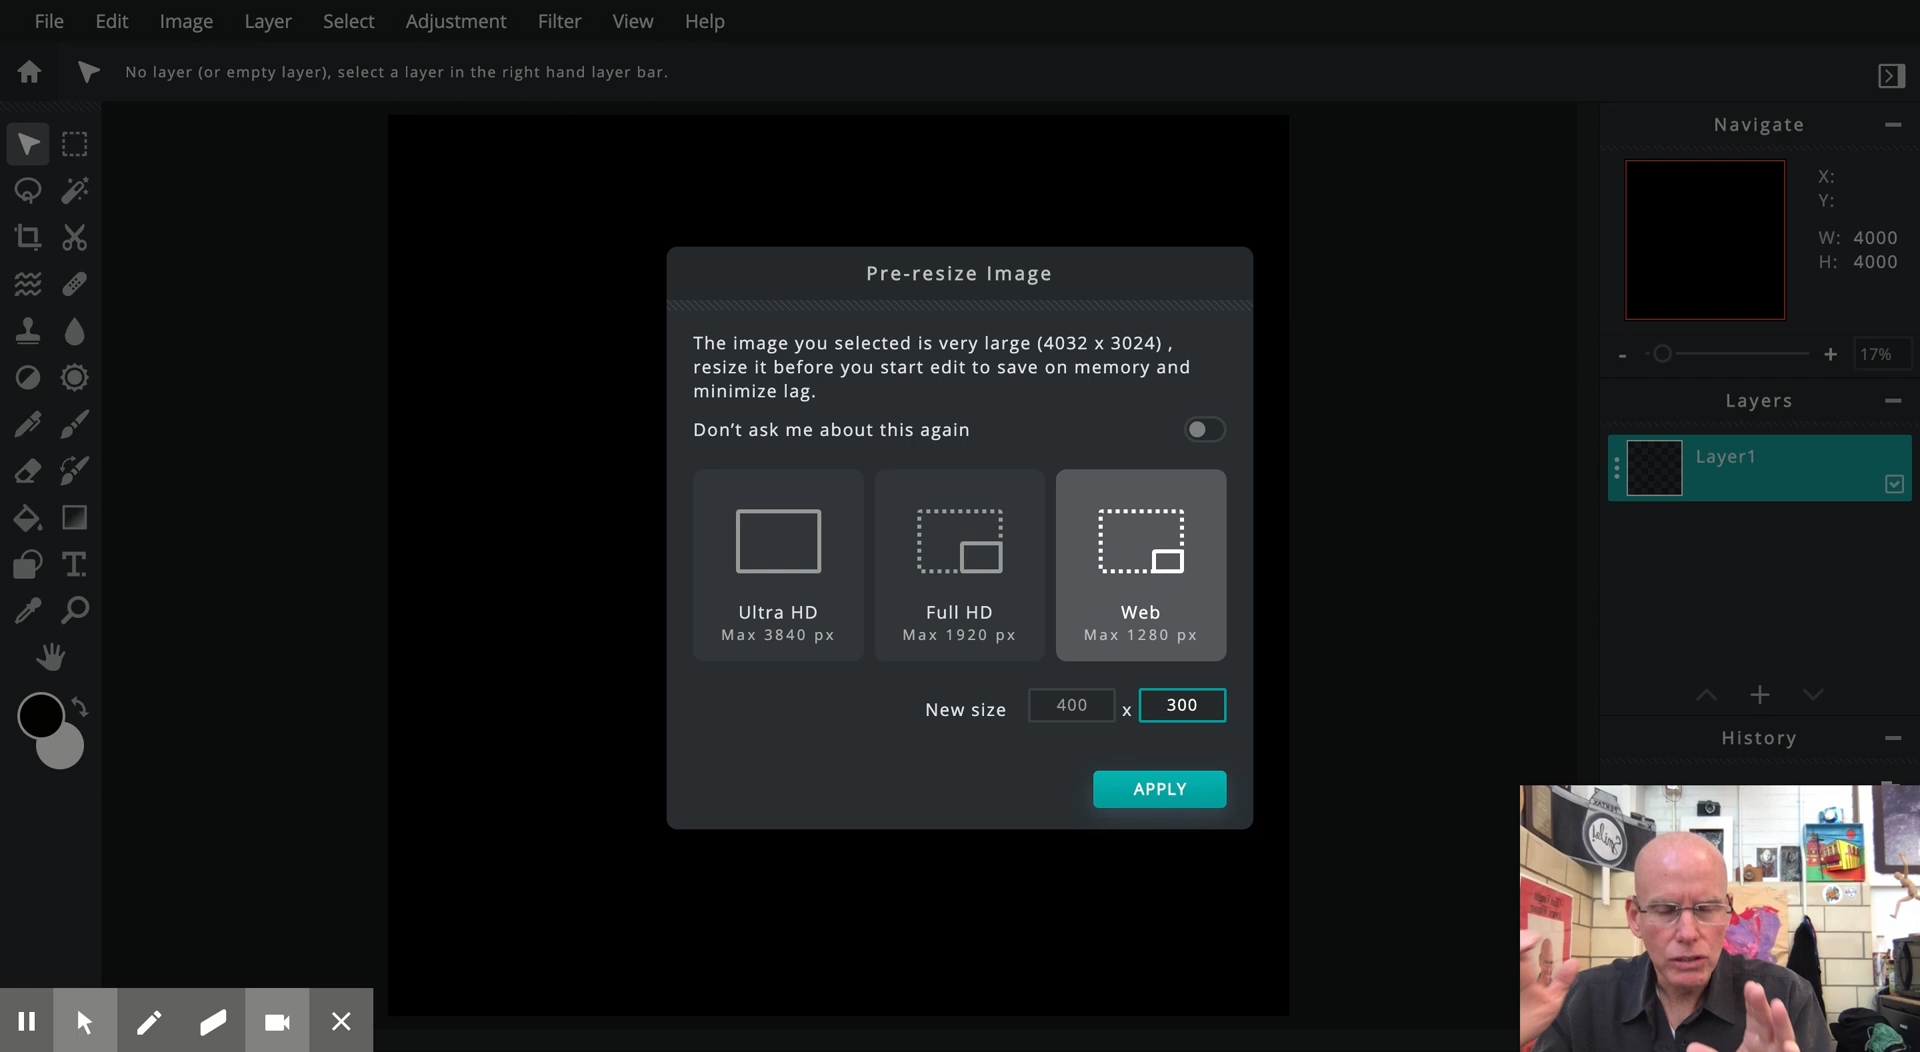 File Edit Image Layer Select Adjustment Filter View Help
No layer (or empty layer), select a layer in the right hand layer bar.
Navigate
X:
Y:
W: 4000
H: 4000
- + 17%
Layers
Layer1
History
Pre-resize Image
The image you selected is very large (4032 x 3024) ,
resize it before you start edit to save on memory and
minimize lag.
Don't ask me about this again
Ultra HD
Max 3840 px
Full HD
Max 1920 px
Web
Max 1280 px
New size 400 x 300
APPLY